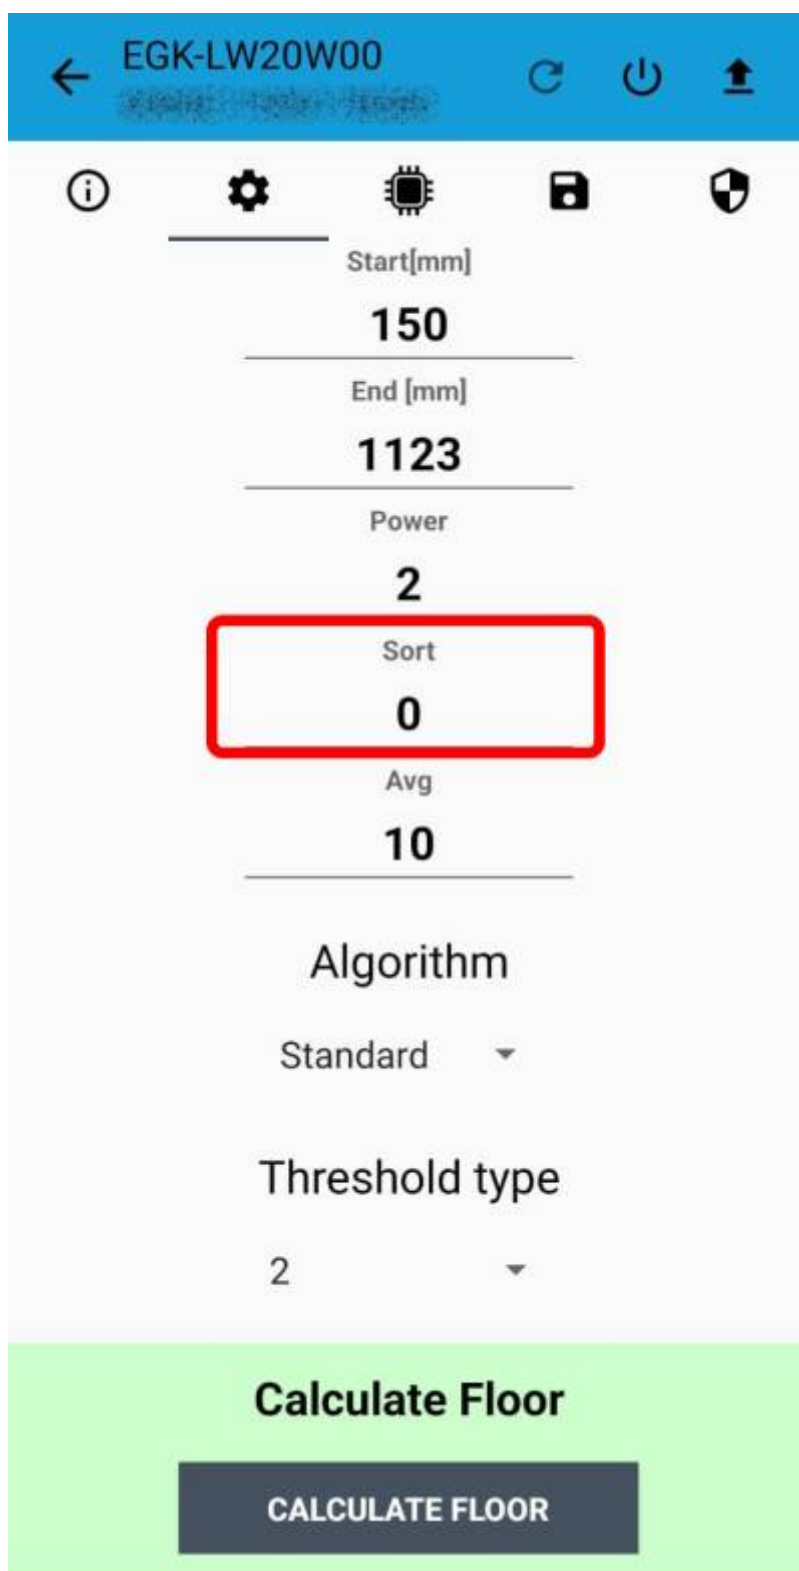 EGK-LW20W00
Start[mm]
150
End [mm]
1123
Power
2
Sort
0
Avg
10
Algorithm
Standard
Threshold type
2
Calculate Floor
CALCULATE FLOOR